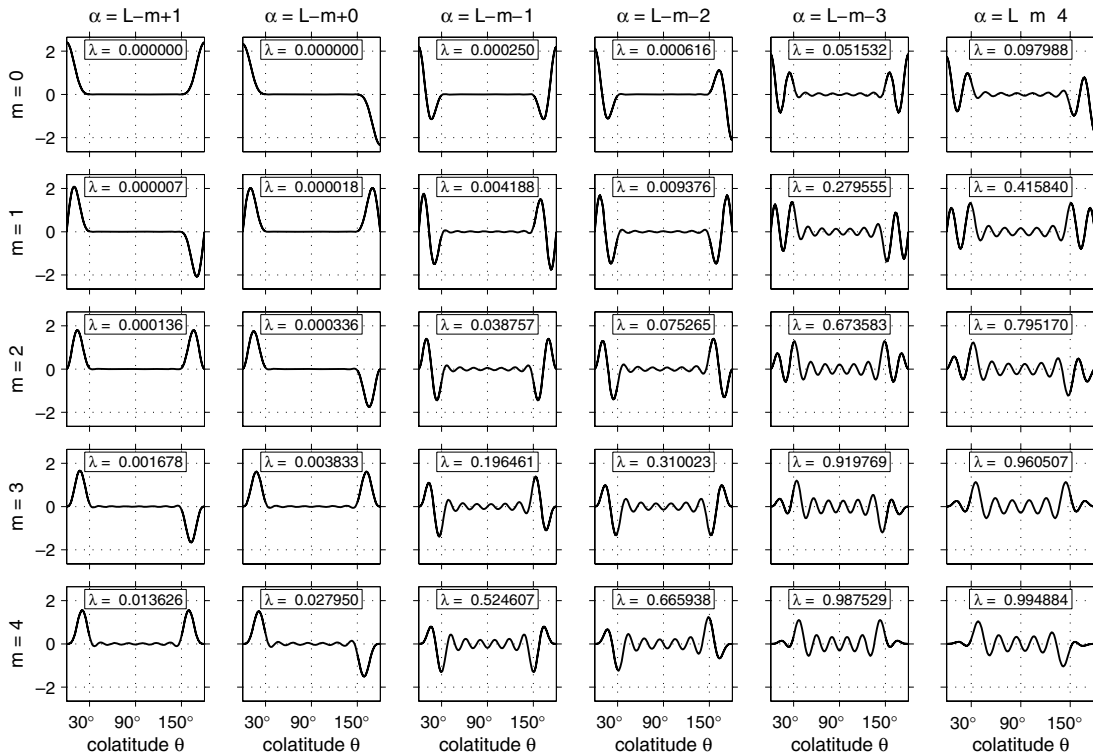 α = L−m+1 α = L−m+0 α = L−m−1 α = L−m−2 α = L−m−3 α = L m 4
m = 0
2
0
−2
λ = 0.000000 λ = 0.000000 λ = 0.000250 λ = 0.000616 λ = 0.051532 λ = 0.097988
m = 1
2
0
−2
λ = 0.000007 λ = 0.000018 λ = 0.004188 λ = 0.009376 λ = 0.279555 λ = 0.415840
m = 2
2
0
−2
λ = 0.000136 λ = 0.000336 λ = 0.038757 λ = 0.075265 λ = 0.673583 λ = 0.795170
m = 3
2
0
−2
λ = 0.001678 λ = 0.003833 λ = 0.196461 λ = 0.310023 λ = 0.919769 λ = 0.960507
m = 4
2
0
−2
λ = 0.013626 λ = 0.027950 λ = 0.524607 λ = 0.665938 λ = 0.987529 λ = 0.994884
30° 90° 150° 30° 90° 150° 30° 90° 150° 30° 90° 150° 30° 90° 150° 30° 90° 150°
colatitude θ colatitude θ colatitude θ colatitude θ colatitude θ colatitude θ